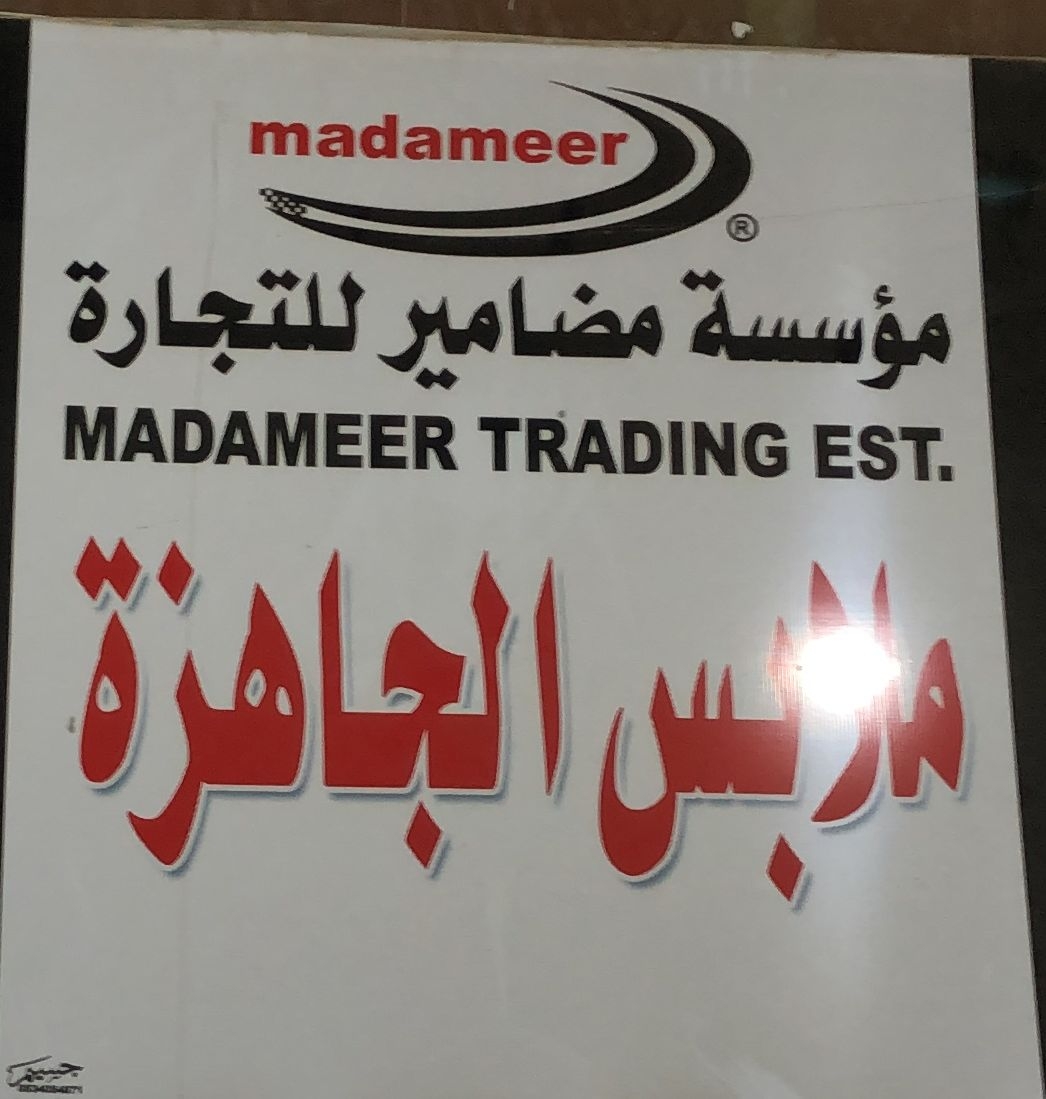 madameer
®
مؤسسة مضامير للتجارة
MADAMEER TRADING EST.
ملابس الجاهزة